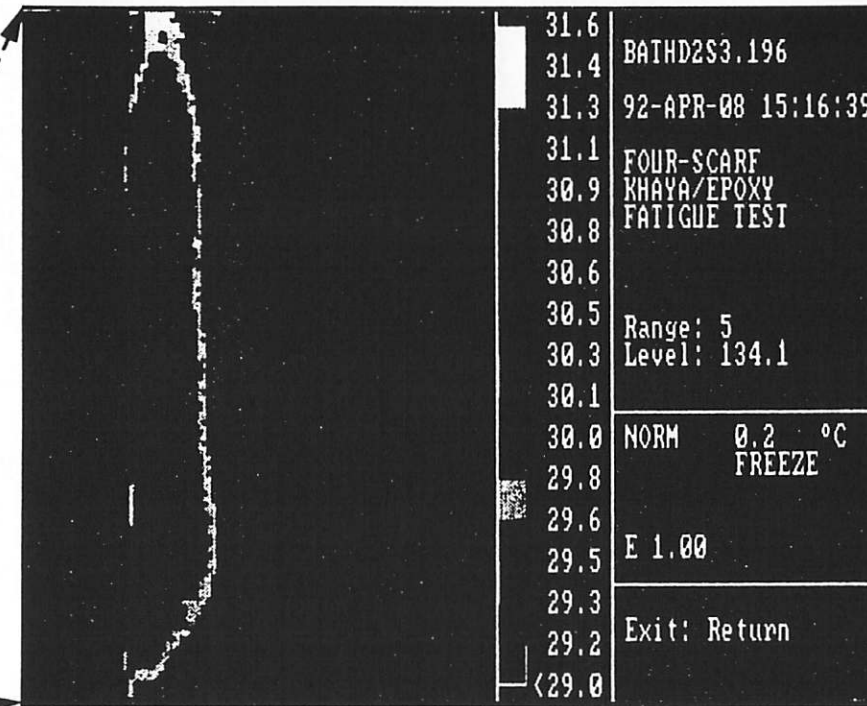 31.6
31.4
31.3
31.1
30.9
30.8
30.6
30.5
30.3
30.1
30.0
29.8
29.6
29.5
29.3
29.2
<29.0
BATHD2S3.196
92-APR-08 15:16:39
FOUR-SCARF
KHAYA/EPOXY
FATIGUE TEST
Range: 5
Level: 134.1
NORM 0.2 ºC
FREEZE
E 1.00
Exit: Return